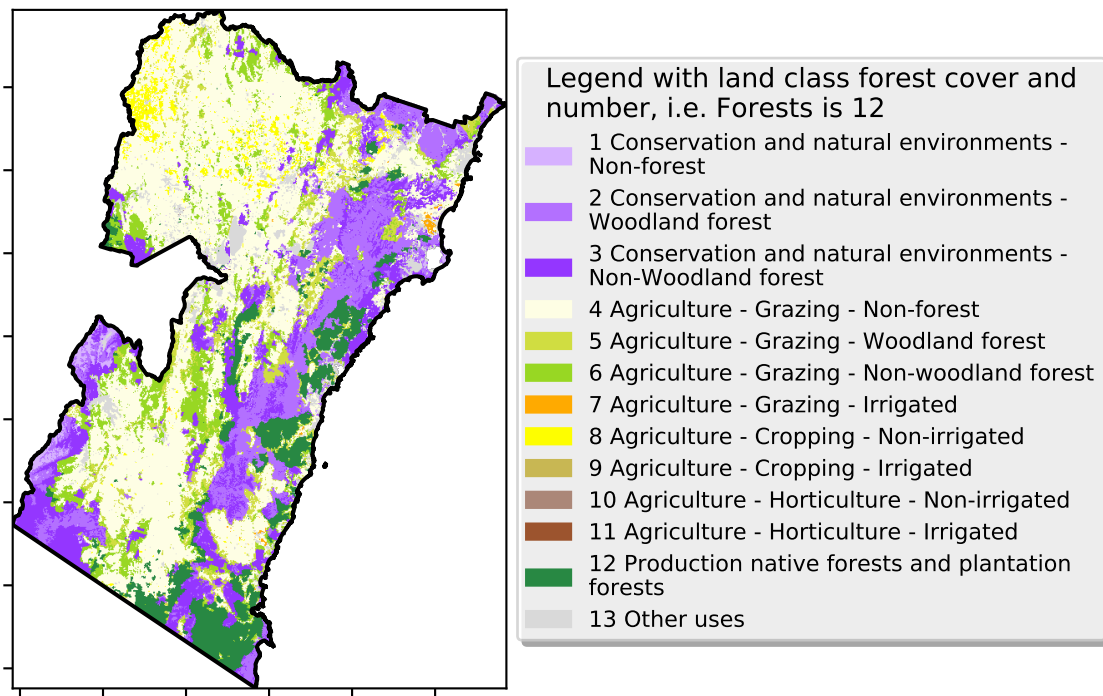 Legend with land class forest cover and
number, i.e. Forests is 12
1 Conservation and natural environments -
Non-forest
2 Conservation and natural environments -
Woodland forest
3 Conservation and natural environments -
Non-Woodland forest
4 Agriculture - Grazing - Non-forest
5 Agriculture - Grazing - Woodland forest
6 Agriculture - Grazing - Non-woodland forest
7 Agriculture - Grazing - Irrigated
8 Agriculture - Cropping - Non-irrigated
9 Agriculture - Cropping - Irrigated
10 Agriculture - Horticulture - Non-irrigated
11 Agriculture - Horticulture - Irrigated
12 Production native forests and plantation
forests
13 Other uses